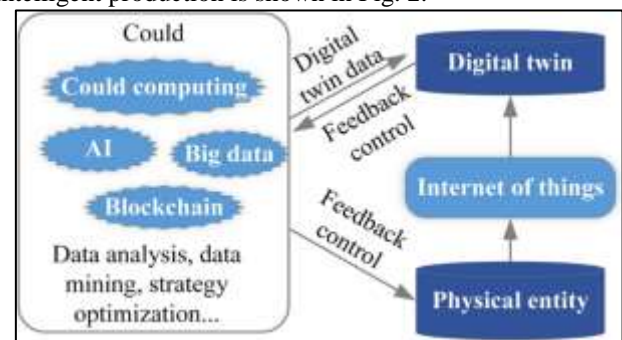 intelligent production is shown in Fig. 2.
Could
Could computing
AI
Big data
Blockchain
Data analysis, data
mining, strategy
optimization...
Digital
twin data
Feedback
control
Feedback
control
Digital twin
Internet of things
Physical entity